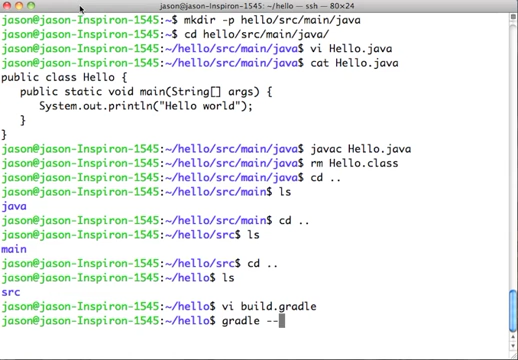 jason@jason-Inspiron-1545: ~/hello — ssh — 80×24
jason@jason-Inspiron-1545:~$ mkdir -p hello/src/main/java
jason@jason-Inspiron-1545:~$ cd hello/src/main/java/
jason@jason-Inspiron-1545:~/hello/src/main/java$ vi Hello.java
jason@jason-Inspiron-1545:~/hello/src/main/java$ cat Hello.java
public class Hello {
   public static void main(String[] args) {
      System.out.println("Hello world");
   }
}
jason@jason-Inspiron-1545:~/hello/src/main/java$ javac Hello.java
jason@jason-Inspiron-1545:~/hello/src/main/java$ rm Hello.class
jason@jason-Inspiron-1545:~/hello/src/main/java$ cd ..
jason@jason-Inspiron-1545:~/hello/src/main$ ls
java
jason@jason-Inspiron-1545:~/hello/src/main$ cd ..
jason@jason-Inspiron-1545:~/hello/src$ ls
main
jason@jason-Inspiron-1545:~/hello/src$ cd ..
jason@jason-Inspiron-1545:~/hello$ ls
src
jason@jason-Inspiron-1545:~/hello$ vi build.gradle
jason@jason-Inspiron-1545:~/hello$ gradle --